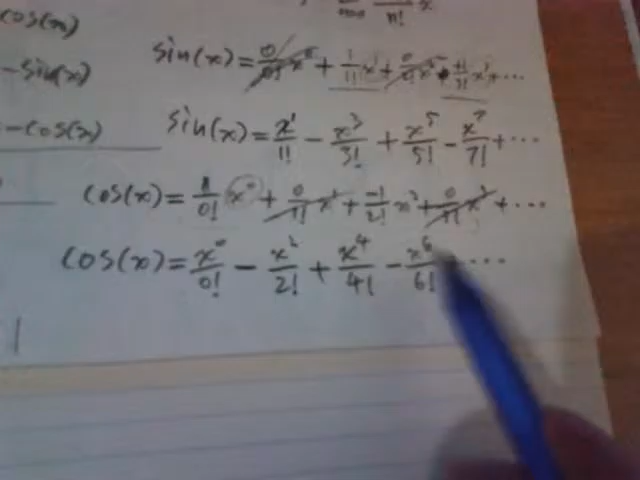 cos(x)
n! x
-sin(x)
sin(x) = 0/0! x⁰ + 1/1! x¹ + 0/2! x² + -1/3! x³ + ...
-cos(x)
sin(x) = x¹/1! - x³/3! + x⁵/5! - x⁷/7! + ...
cos(x) = 1/0! x⁰ + 0/1! x¹ + -1/2! x² + 0/3! x³ + ...
cos(x) = x⁰/0! - x²/2! + x⁴/4! - x⁶/6! ...